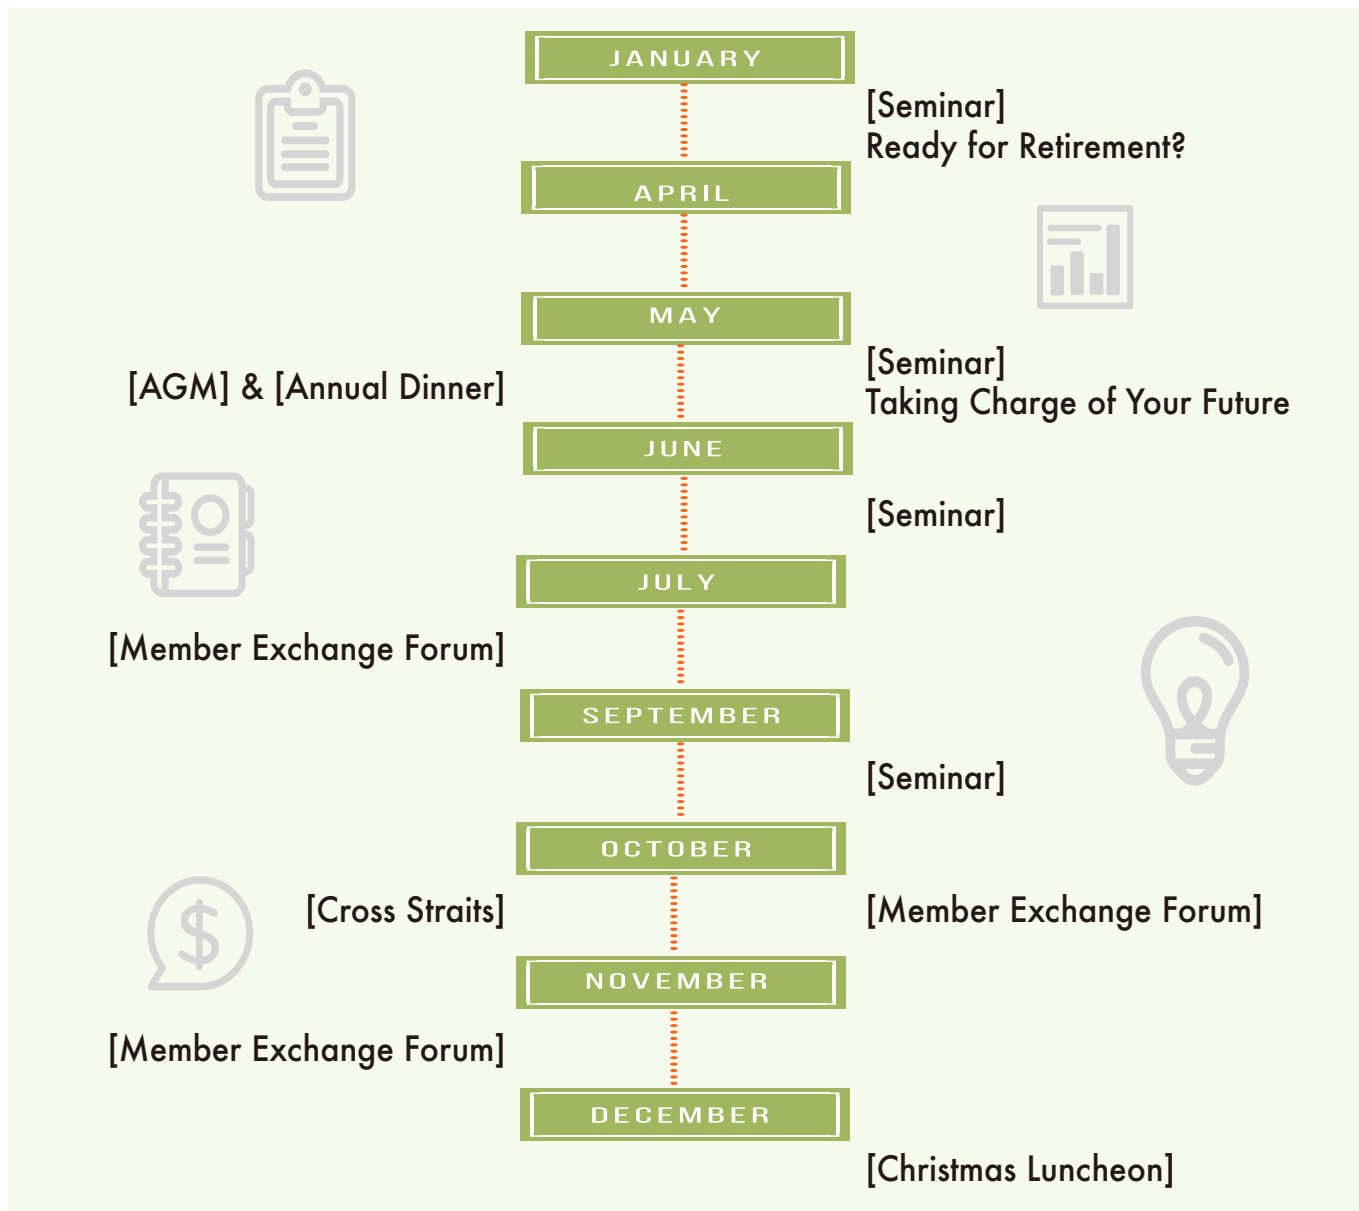 JANUARY
[Seminar]
Ready for Retirement?
APRIL
MAY
[AGM] & [Annual Dinner]
[Seminar]
Taking Charge of Your Future
JUNE
[Seminar]
JULY
[Member Exchange Forum]
SEPTEMBER
[Seminar]
OCTOBER
[Cross Straits]
[Member Exchange Forum]
NOVEMBER
[Member Exchange Forum]
DECEMBER
[Christmas Luncheon]
$